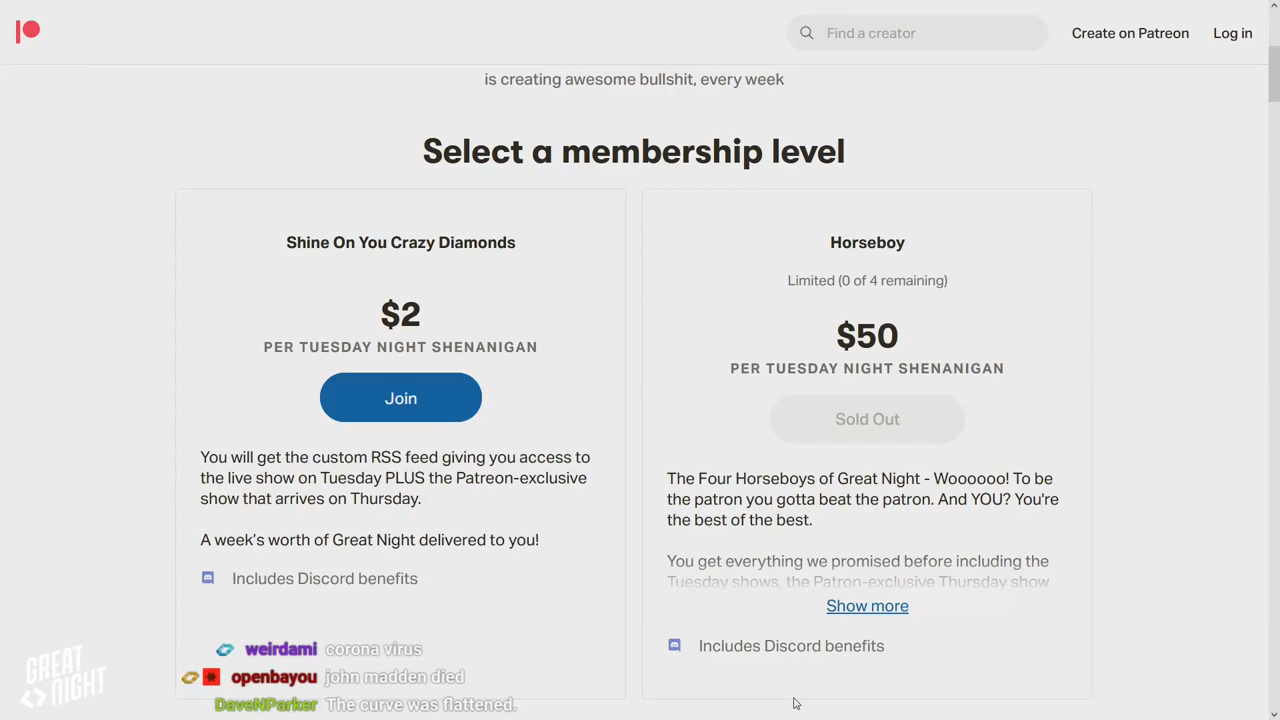 Find a creator
Create on Patreon
Log in
is creating awesome bullshit, every week
Select a membership level
Shine On You Crazy Diamonds
$2
PER TUESDAY NIGHT SHENANIGAN
Join
You will get the custom RSS feed giving you access to
the live show on Tuesday PLUS the Patreon-exclusive
show that arrives on Thursday.
A week's worth of Great Night delivered to you!
Includes Discord benefits
Horseboy
Limited (0 of 4 remaining)
$50
PER TUESDAY NIGHT SHENANIGAN
Sold Out
The Four Horseboys of Great Night - Woooooo! To be
the patron you gotta beat the patron. And YOU? You're
the best of the best.
You get everything we promised before including the
Tuesday shows, the Patron-exclusive Thursday show
Show more
Includes Discord benefits
weirdami corona virus
openbayou john madden died
DaveNParker The curve was flattened.
GREAT
NIGHT